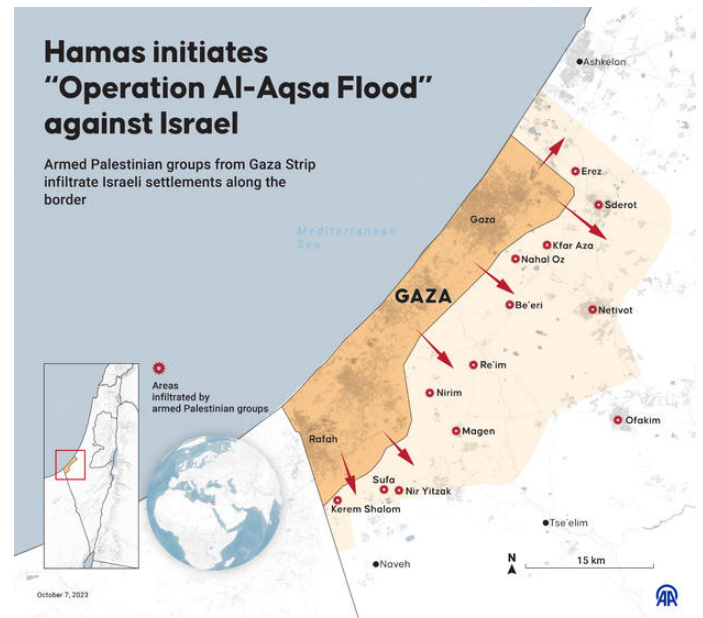 Hamas initiates
“Operation Al-Aqsa Flood”
against Israel
Armed Palestinian groups from Gaza Strip
infiltrate Israeli settlements along the
border
Ashkelon
Erez
Sderot
Gaza
Mediterranean
Sea
Kfar Aza
Nahal Oz
GAZA
Be'eri
Netivot
Re'im
Areas
infiltrated by
armed Palestinian groups
Nirim
Ofakim
Magen
Rafah
Sufa
Nir Yitzak
Kerem Shalom
Tse'elim
Naveh
N
15 km
October 7, 2023
AA